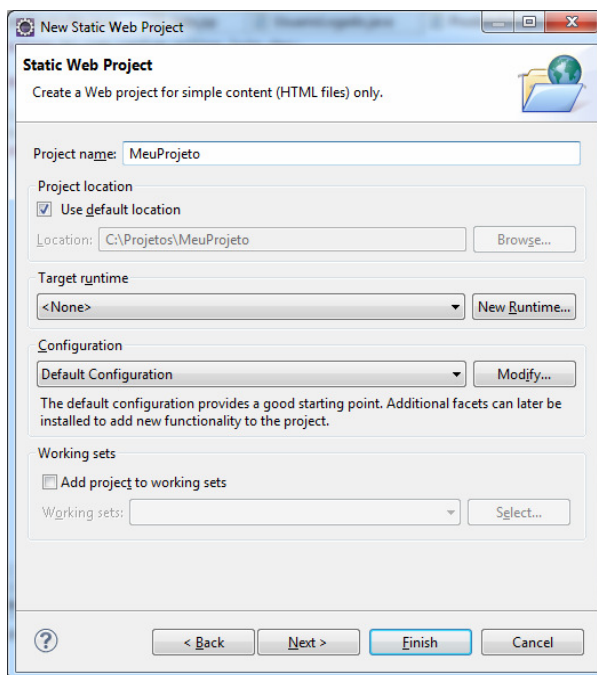 New Static Web Project
Static Web Project
Create a Web project for simple content (HTML files) only.
Project name: MeuProjeto
Project location
Use default location
Location: C:\Projetos\MeuProjeto Browse...
Target runtime
<None> New Runtime...
Configuration
Default Configuration Modify...
The default configuration provides a good starting point. Additional facets can later be
installed to add new functionality to the project.
Working sets
Add project to working sets
Working sets: Select...
? < Back Next > Finish Cancel